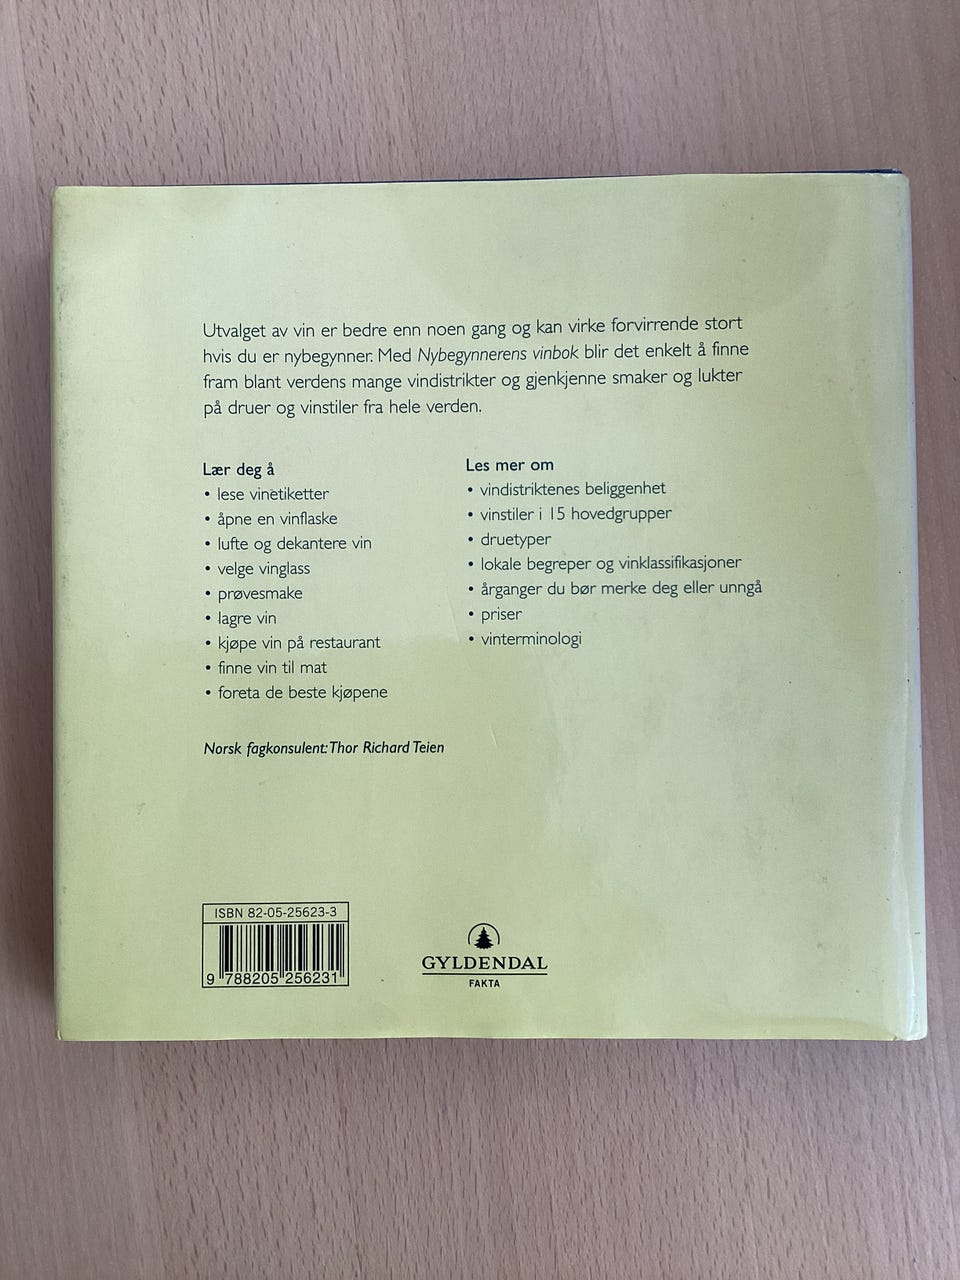 Utvalget av vin er bedre enn noen gang og kan virke forvirrende stort
hvis du er nybegynner. Med Nybegynnerens vinbok blir det enkelt å finne
fram blant verdens mange vindistrikter og gjenkjenne smaker og lukter
på druer og vinstiler fra hele verden.
Lær deg å
• lese vinetiketter
• åpne en vinflaske
• lufte og dekantere vin
• velge vinglass
• prøvesmake
• lagre vin
• kjøpe vin på restaurant
• finne vin til mat
• foreta de beste kjøpene
Les mer om
• vindistriktenes beliggenhet
• vinstiler i 15 hovedgrupper
• druetyper
• lokale begreper og vinklassifikasjoner
• årganger du bør merke deg eller unngå
• priser
• vinterminologi
Norsk fagkonsulent: Thor Richard Teien
ISBN 82-05-25623-3
9 788205 256231
GYLDENDAL
FAKTA